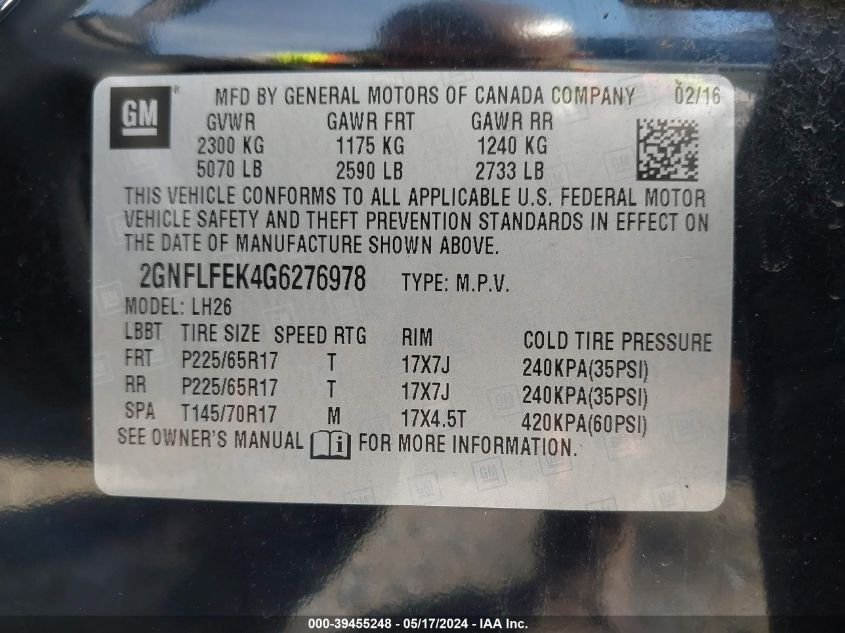 GM ® MFD BY GENERAL MOTORS OF CANADA COMPANY 02/16
GVWR GAWR FRT GAWR RR
2300 KG 1175 KG 1240 KG
5070 LB 2590 LB 2733 LB
THIS VEHICLE CONFORMS TO ALL APPLICABLE U.S. FEDERAL MOTOR
VEHICLE SAFETY AND THEFT PREVENTION STANDARDS IN EFFECT ON
THE DATE OF MANUFACTURE SHOWN ABOVE.
2GNFLFEK4G6276978 TYPE: M.P.V.
MODEL: LH26
LBBT TIRE SIZE SPEED RTG RIM COLD TIRE PRESSURE
FRT P225/65R17 T 17X7J 240KPA(35PSI)
RR P225/65R17 T 17X7J 240KPA(35PSI)
SPA T145/70R17 M 17X4.5T 420KPA(60PSI)
SEE OWNER'S MANUAL FOR MORE INFORMATION.
000-39455248 - 05/17/2024 - IAA Inc.